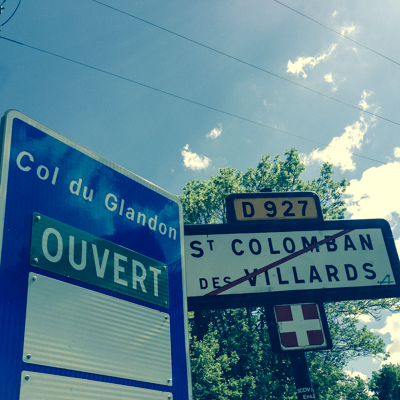 Col du Glandon
OUVERT
D 927
ST COLOMBAN
DES VILLARDS